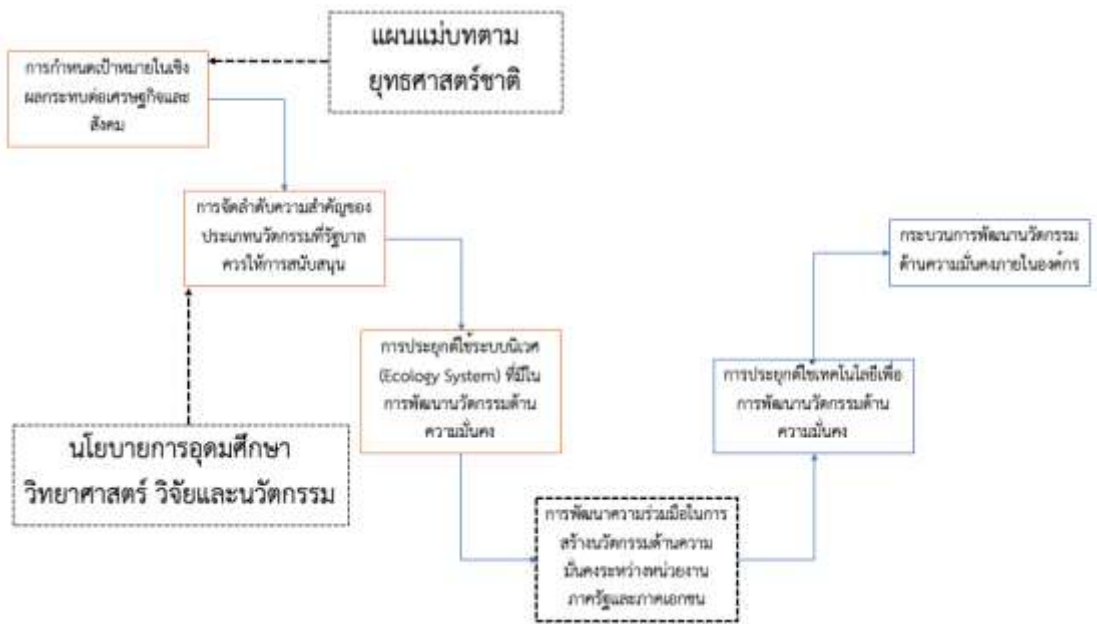 แผนแม่บทตาม
ยุทธศาสตร์ชาติ
การกำหนดเป้าหมายในเชิง
ผลกระทบต่อเศรษฐกิจและ
สังคม
การจัดลำดับความสำคัญของ
ประเภทนวัตกรรมที่รัฐบาล
ควรให้การสนับสนุน
กระบวนการพัฒนานวัตกรรม
ด้านความมั่นคงภายในองค์กร
การประยุกต์ใช้ระบบนิเวศ
(Ecology System) ที่มีใน
การพัฒนานวัตกรรมด้าน
ความมั่นคง
การประยุกต์ใช้เทคโนโลยีเพื่อ
การพัฒนานวัตกรรมด้าน
ความมั่นคง
นโยบายการอุดมศึกษา
วิทยาศาสตร์ วิจัยและนวัตกรรม
การพัฒนาความร่วมมือในการ
สร้างนวัตกรรมด้านความ
มั่นคงระหว่างหน่วยงาน
ภาครัฐและภาคเอกชน